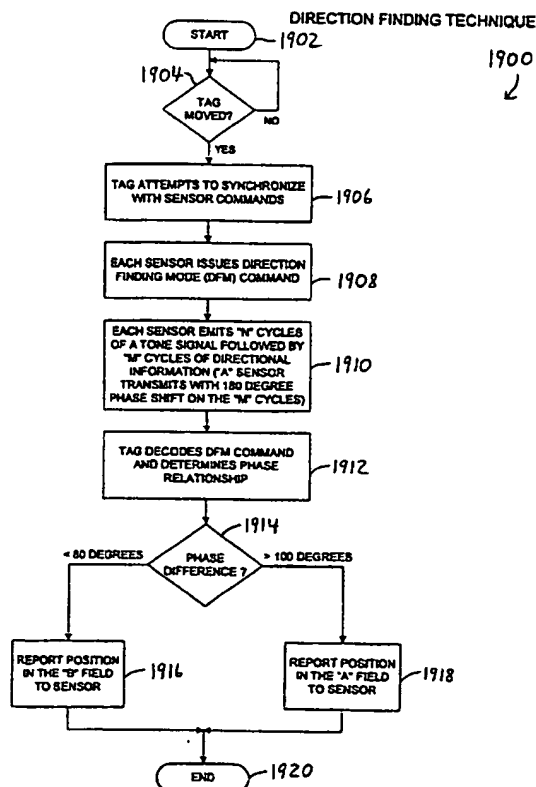 DIRECTION FINDING TECHNIQUE
1900
START
1902
1904
TAG
MOVED?
NO
YES
TAG ATTEMPTS TO SYNCHRONIZE
WITH SENSOR COMMANDS
1906
EACH SENSOR ISSUES DIRECTION
FINDING MODE (DFM) COMMAND
1908
EACH SENSOR EMITS "N" CYCLES
OF A TONE SIGNAL FOLLOWED BY
"M" CYCLES OF DIRECTIONAL
INFORMATION ("A" SENSOR
TRANSMITS WITH 180 DEGREE
PHASE SHIFT ON THE "M" CYCLES)
1910
TAG DECODES DFM COMMAND
AND DETERMINES PHASE
RELATIONSHIP
1912
1914
< 80 DEGREES
PHASE
DIFFERENCE ?
> 100 DEGREES
REPORT POSITION
IN THE "B" FIELD
TO SENSOR
1916
REPORT POSITION
IN THE "A" FIELD
TO SENSOR
1918
END
1920